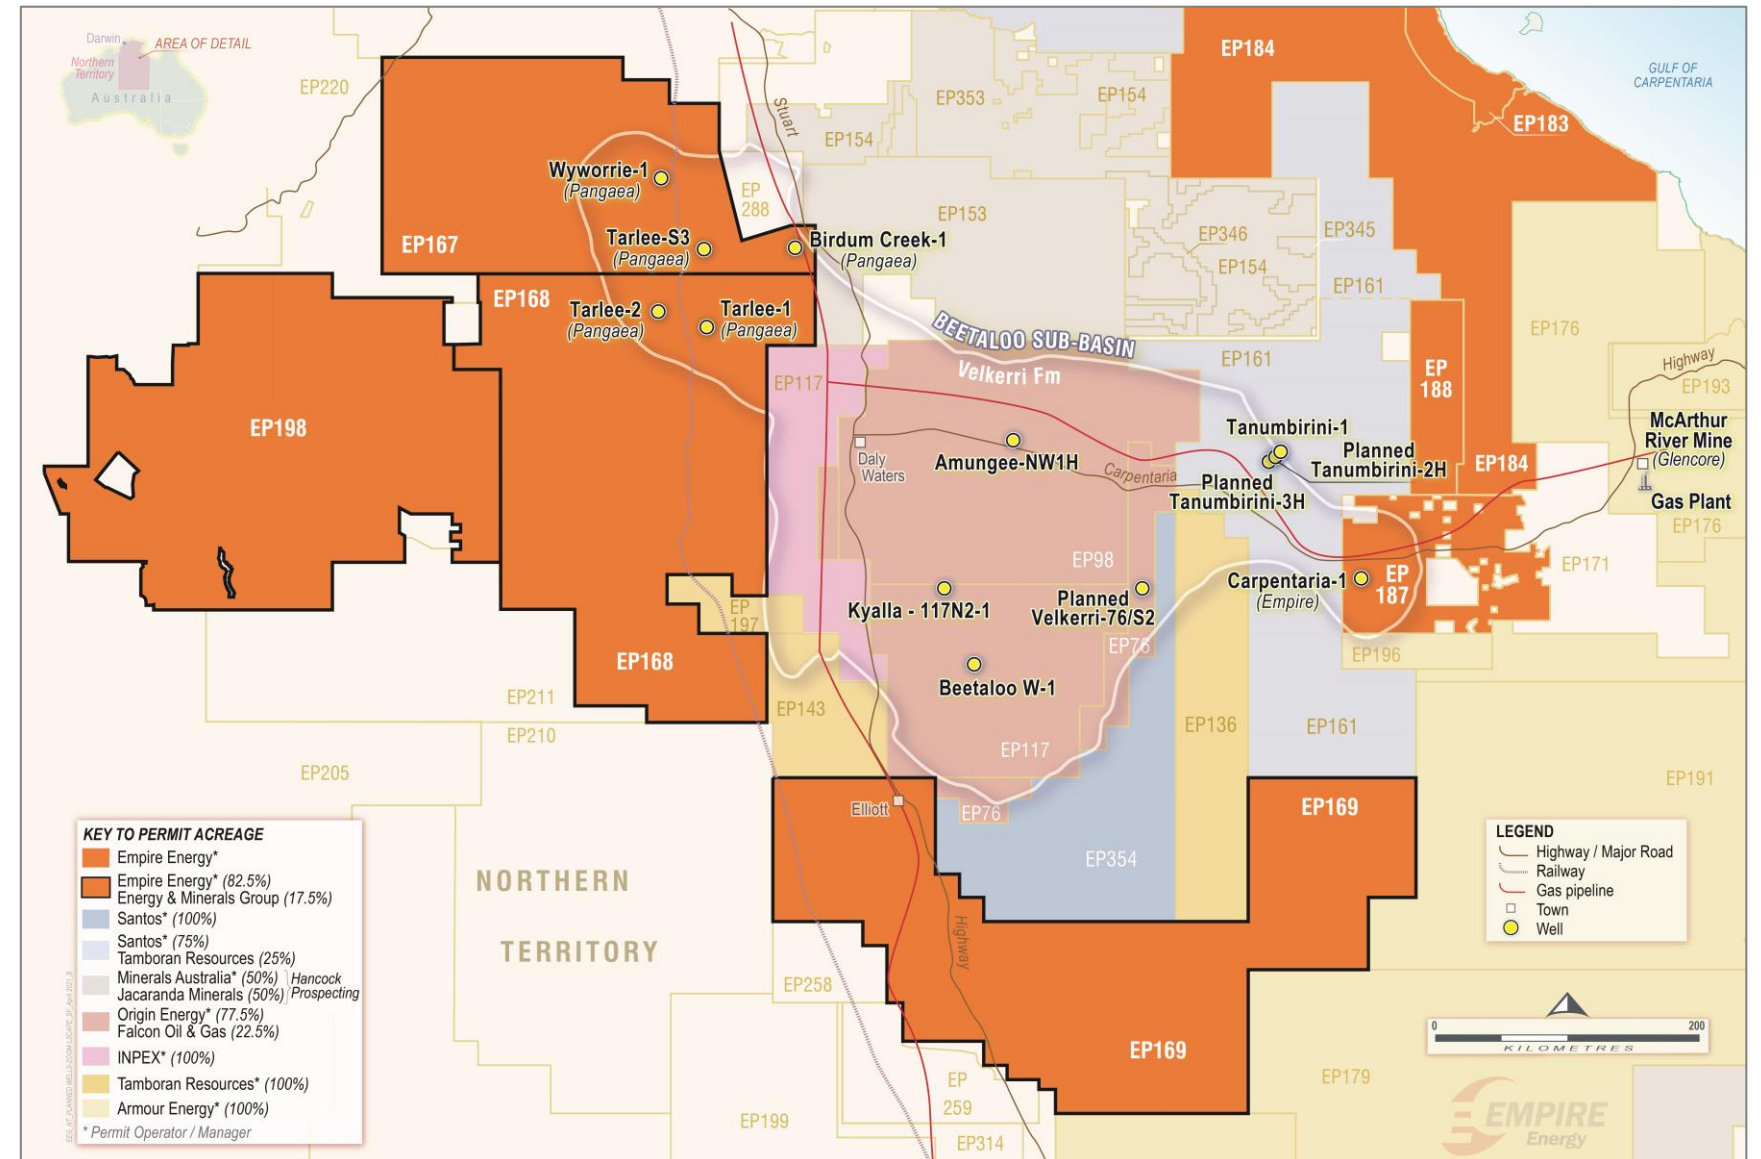 Darwin
AREA OF DETAIL
Northern
Territory
Australia
EP220
EP184
GULF OF
CARPENTARIA
EP353
EP154
Stuart
EP154
EP183
Wyworrie-1
(Pangaea)
EP
288
EP153
EP346
EP345
EP154
EP161
EP167
Tarlee-S3
(Pangaea)
Birdum Creek-1
(Pangaea)
EP168
Tarlee-2
(Pangaea)
Tarlee-1
(Pangaea)
BEETALOO SUB-BASIN
Velkerri Fm
EP161
EP176
EP117
EP
188
Highway
EP193
EP198
McArthur
River Mine
(Glencore)
Gas Plant
EP176
Daly
Waters
Amungee-NW1H
Carpentaria
Tanumbirini-1
Planned
Tanumbirini-2H
Planned
Tanumbirini-3H
EP184
EP98
EP171
Kyalla - 117N2-1
Planned
Velkerri-76/S2
Carpentaria-1
(Empire)
EP
187
EP
197
EP168
EP76
EP196
Beetaloo W-1
EP211
EP210
EP143
EP117
EP136
EP161
EP205
EP191
Elliott
EP76
EP169
EP354
NORTHERN
TERRITORY
Highway
EP258
EP169
EP
259
EP199
EP314
EP179
KEY TO PERMIT ACREAGE
Empire Energy*
Empire Energy* (82.5%)
Energy & Minerals Group (17.5%)
Santos* (100%)
Santos* (75%)
Tamboran Resources (25%)
Minerals Australia* (50%) Hancock
Jacaranda Minerals (50%) Prospecting
Origin Energy* (77.5%)
Falcon Oil & Gas (22.5%)
INPEX* (100%)
Tamboran Resources* (100%)
Armour Energy* (100%)
* Permit Operator / Manager
LEGEND
Highway / Major Road
Railway
Gas pipeline
Town
Well
0 200
KILOMETRES
EMPIRE
Energy